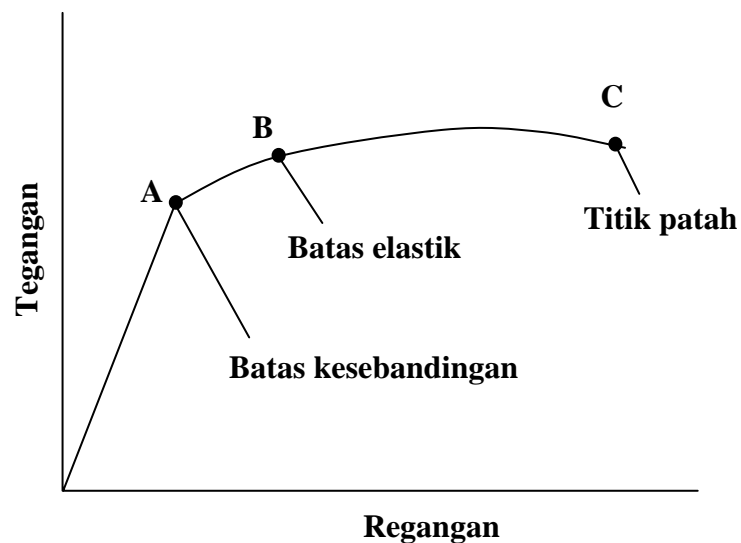 C
B
A
Titik patah
Batas elastik
Tegangan
Batas kesebandingan
Regangan